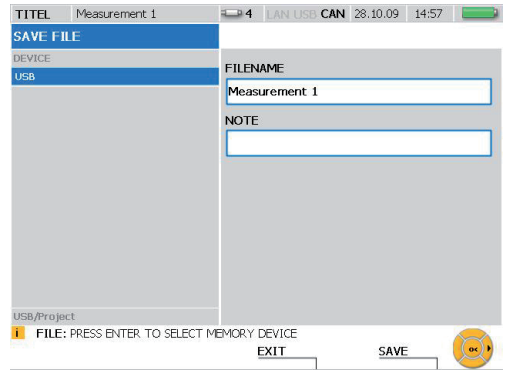 TITEL Measurement 1 4 LAN USB CAN 28.10.09 14:57
SAVE FILE
DEVICE
USB
FILENAME
Measurement 1
NOTE
USB/Project
i FILE: PRESS ENTER TO SELECT MEMORY DEVICE
EXIT SAVE
OK